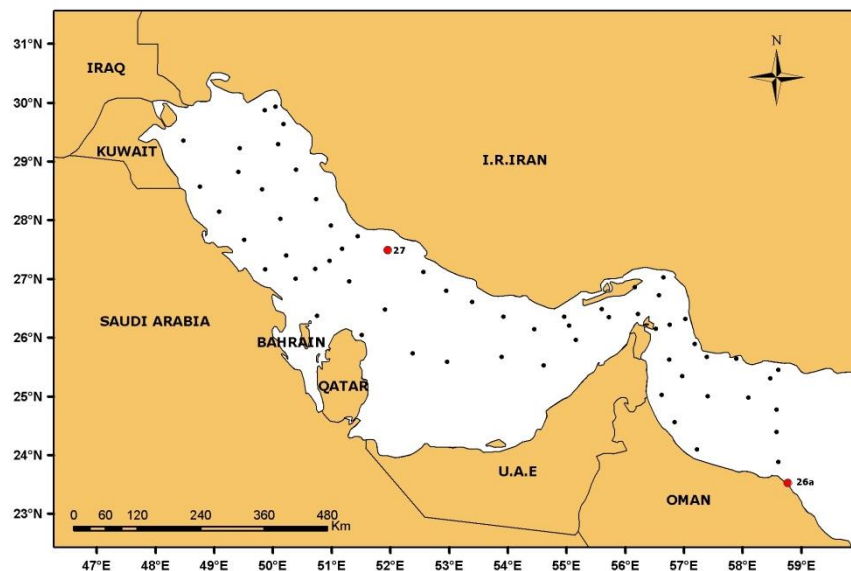 31°N
N
IRAQ
30°N
KUWAIT
29°N
I.R.IRAN
28°N
27
27°N
SAUDI ARABIA
26°N
BAHRAIN
QATAR
25°N
24°N
U.A.E
26a
OMAN
23°N
0 60 120 240 360 480
Km
47°E 48°E 49°E 50°E 51°E 52°E 53°E 54°E 55°E 56°E 57°E 58°E 59°E